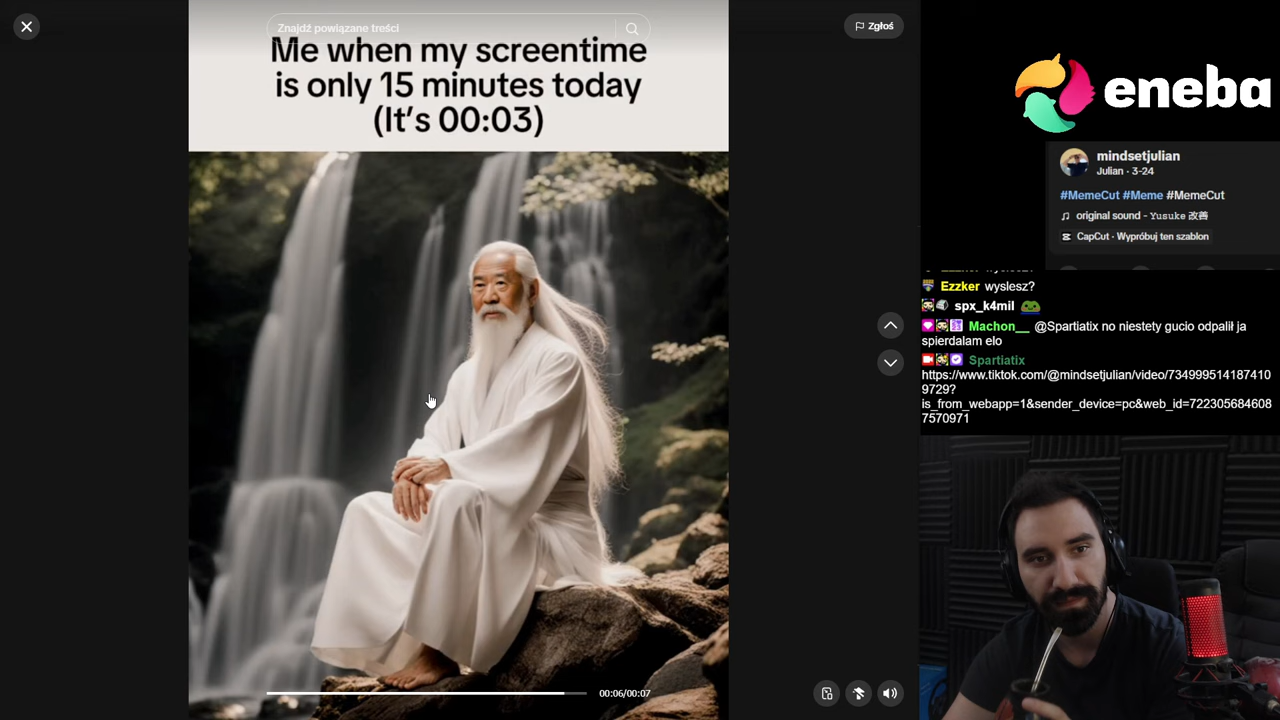 Znajdź powiązane treści
Zgłoś
Me when my screentime
is only 15 minutes today
(It's 00:03)
00:06/00:07
eneba
mindsetjulian
Julian · 3-24
#MemeCut #Meme #MemeCut
original sound - Yusuke 改善
CapCut · Wypróbuj ten szablon
Ezzker wyslesz?
spx_k4mil
Machon__ @Spartiatix no niestety gucio odpalił ja
spierdalam elo
Spartiatix
https://www.tiktok.com/@mindsetjulian/video/734999514187410
9729?
is_from_webapp=1&sender_device=pc&web_id=722305684608
7570971